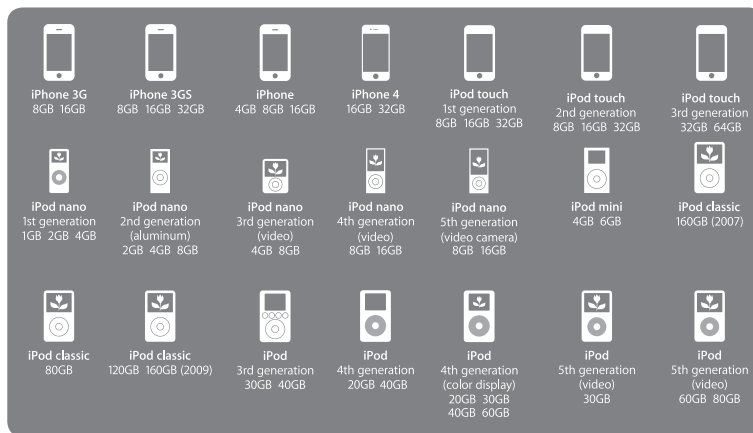 iPhone 3G
8GB 16GB
iPhone 3GS
8GB 16GB 32GB
iPhone
4GB 8GB 16GB
iPhone 4
16GB 32GB
iPod touch
1st generation
8GB 16GB 32GB
iPod touch
2nd generation
8GB 16GB 32GB
iPod touch
3rd generation
32GB 64GB
iPod nano
1st generation
1GB 2GB 4GB
iPod nano
2nd generation
(aluminum)
2GB 4GB 8GB
iPod nano
3rd generation
(video)
4GB 8GB
iPod nano
4th generation
(video)
8GB 16GB
iPod nano
5th generation
(video camera)
8GB 16GB
iPod mini
4GB 6GB
iPod classic
160GB (2007)
iPod classic
80GB
iPod classic
120GB 160GB (2009)
iPod
3rd generation
30GB 40GB
iPod
4th generation
20GB 40GB
iPod
4th generation
(color display)
20GB 30GB
40GB 60GB
iPod
5th generation
(video)
30GB
iPod
5th generation
(video)
60GB 80GB